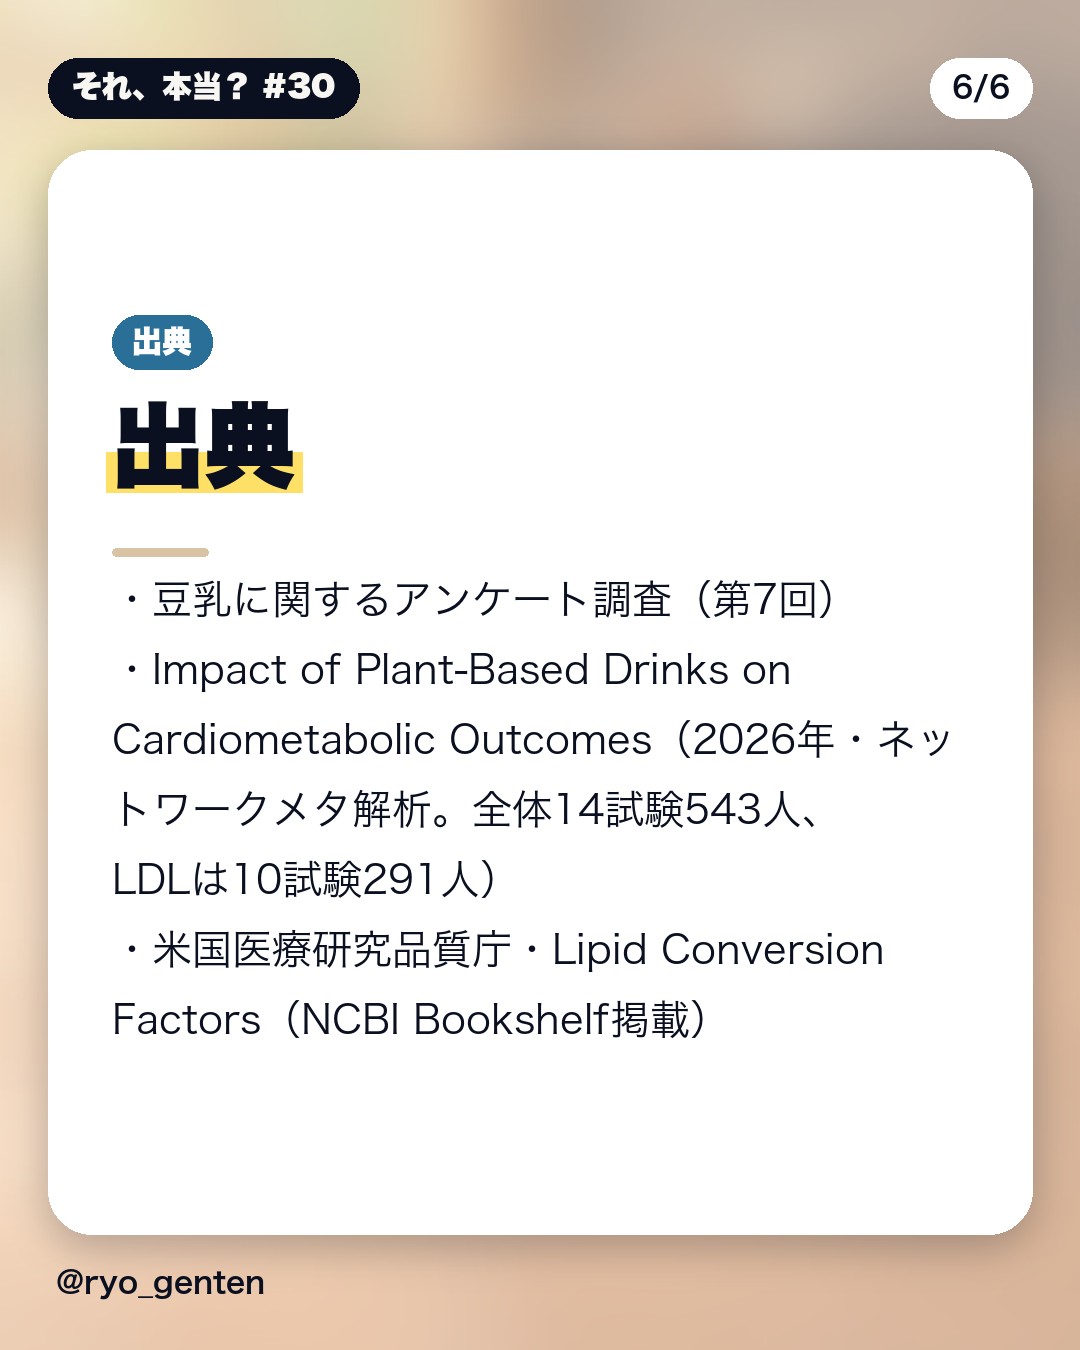 それ、本当？ #30
6/6
出典
出典
・豆乳に関するアンケート調査（第7回）
・Impact of Plant-Based Drinks on
Cardiometabolic Outcomes（2026年・ネッ
トワークメタ解析。全体14試験543人、
LDLは10試験291人）
・米国医療研究品質庁・Lipid Conversion
Factors（NCBI Bookshelf掲載）
@ryo_genten